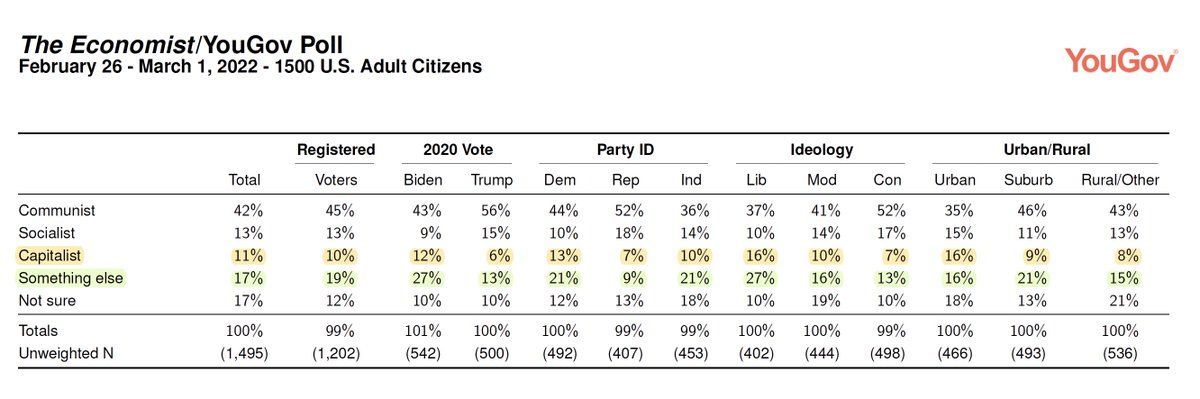 The Economist/YouGov Poll
February 26 - March 1, 2022 - 1500 U.S. Adult Citizens
YouGov®
Registered 2020 Vote Party ID Ideology Urban/Rural
Total Voters Biden Trump Dem Rep Ind Lib Mod Con Urban Suburb Rural/Other
Communist 42% 45% 43% 56% 44% 52% 36% 37% 41% 52% 35% 46% 43%
Socialist 13% 13% 9% 15% 10% 18% 14% 10% 14% 17% 15% 11% 13%
Capitalist 11% 10% 12% 6% 13% 7% 10% 16% 10% 7% 16% 9% 8%
Something else 17% 19% 27% 13% 21% 9% 21% 27% 16% 13% 16% 21% 15%
Not sure 17% 12% 10% 10% 12% 13% 18% 10% 19% 10% 18% 13% 21%
Totals 100% 99% 101% 100% 100% 99% 99% 100% 100% 99% 100% 100% 100%
Unweighted N (1,495) (1,202) (542) (500) (492) (407) (453) (402) (444) (498) (466) (493) (536)